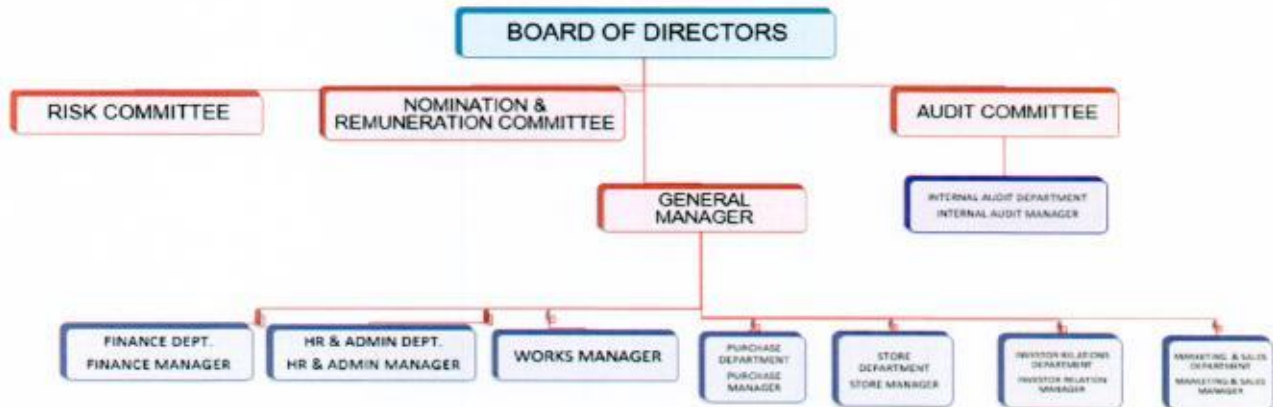 BOARD OF DIRECTORS
RISK COMMITTEE
NOMINATION &
REMUNERATION COMMITTEE
AUDIT COMMITTEE
GENERAL
MANAGER
INTERNAL AUDIT DEPARTMENT
INTERNAL AUDIT MANAGER
FINANCE DEPT.
FINANCE MANAGER
HR & ADMIN DEPT.
HR & ADMIN MANAGER
WORKS MANAGER
PURCHASE
DEPARTMENT
PURCHASE
MANAGER
STORE
DEPARTMENT
STORE MANAGER
INVESTOR RELATIONS
DEPARTMENT
INVESTOR RELATION
MANAGER
MARKETING & SALES
DEPARTMENT
MARKETING & SALES
MANAGER